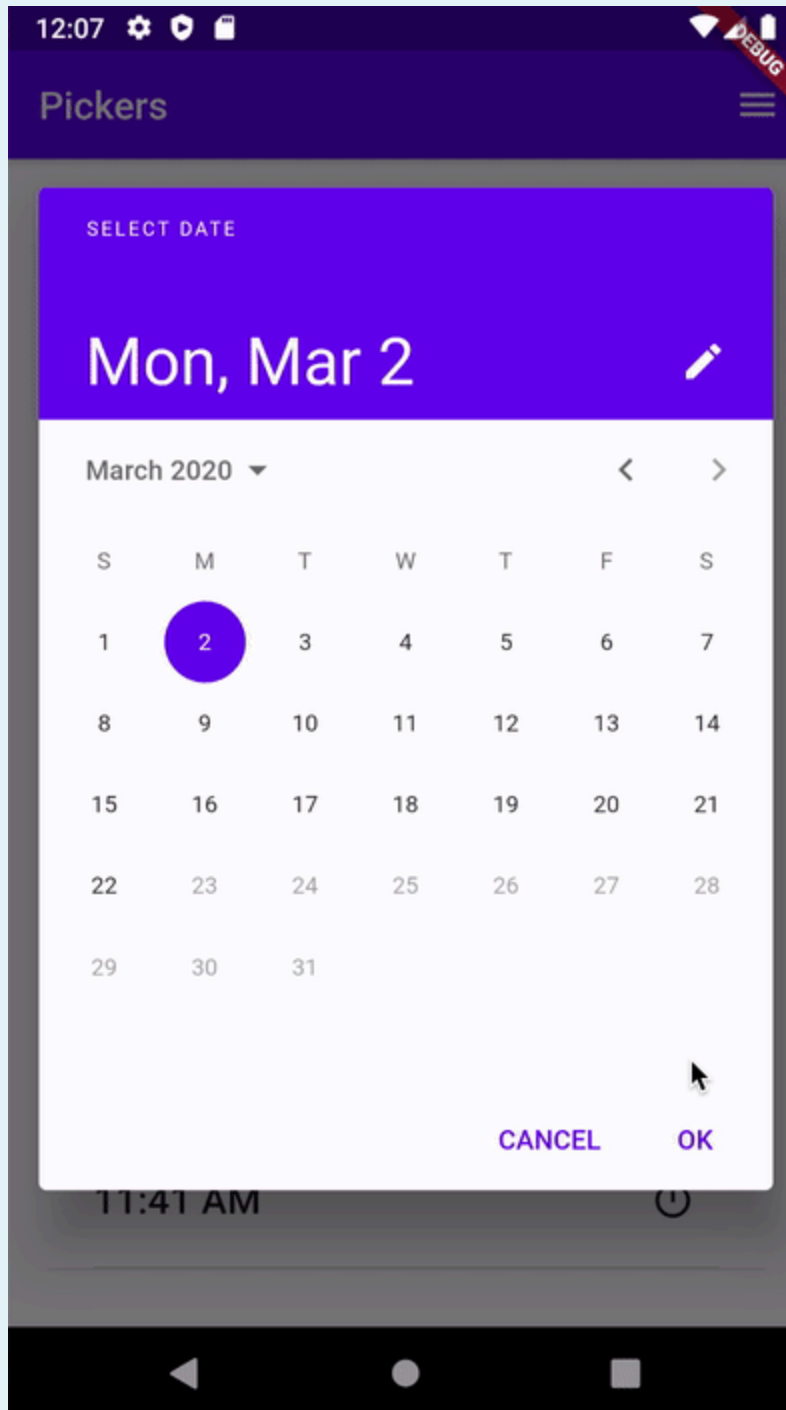 12:07
DEBUG
Pickers
SELECT DATE
Mon, Mar 2
March 2020
S M T W T F S
1 2 3 4 5 6 7
8 9 10 11 12 13 14
15 16 17 18 19 20 21
22 23 24 25 26 27 28
29 30 31
CANCEL OK
11:41 AM